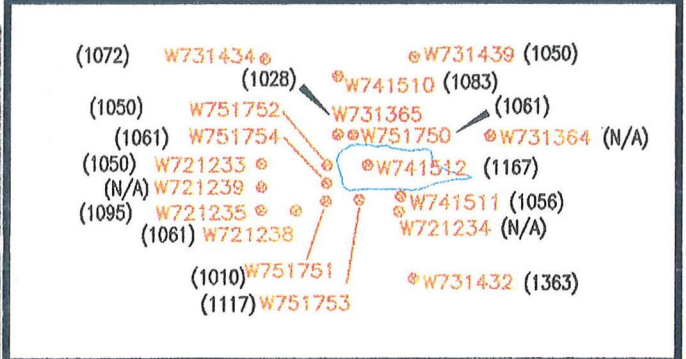 (1072) W731434 W731439 (1050)
(1028) W741510 (1083)
(1050) W751752 W731365 (1061)
(1061) W751754 W751750 W731364 (N/A)
(1050) W721233 W741512 (1167)
(N/A) W721239
(1095) W721235 W741511 (1056)
(1061) W721238 W721234 (N/A)
(1010) W751751
W731432 (1363)
(1117) W751753